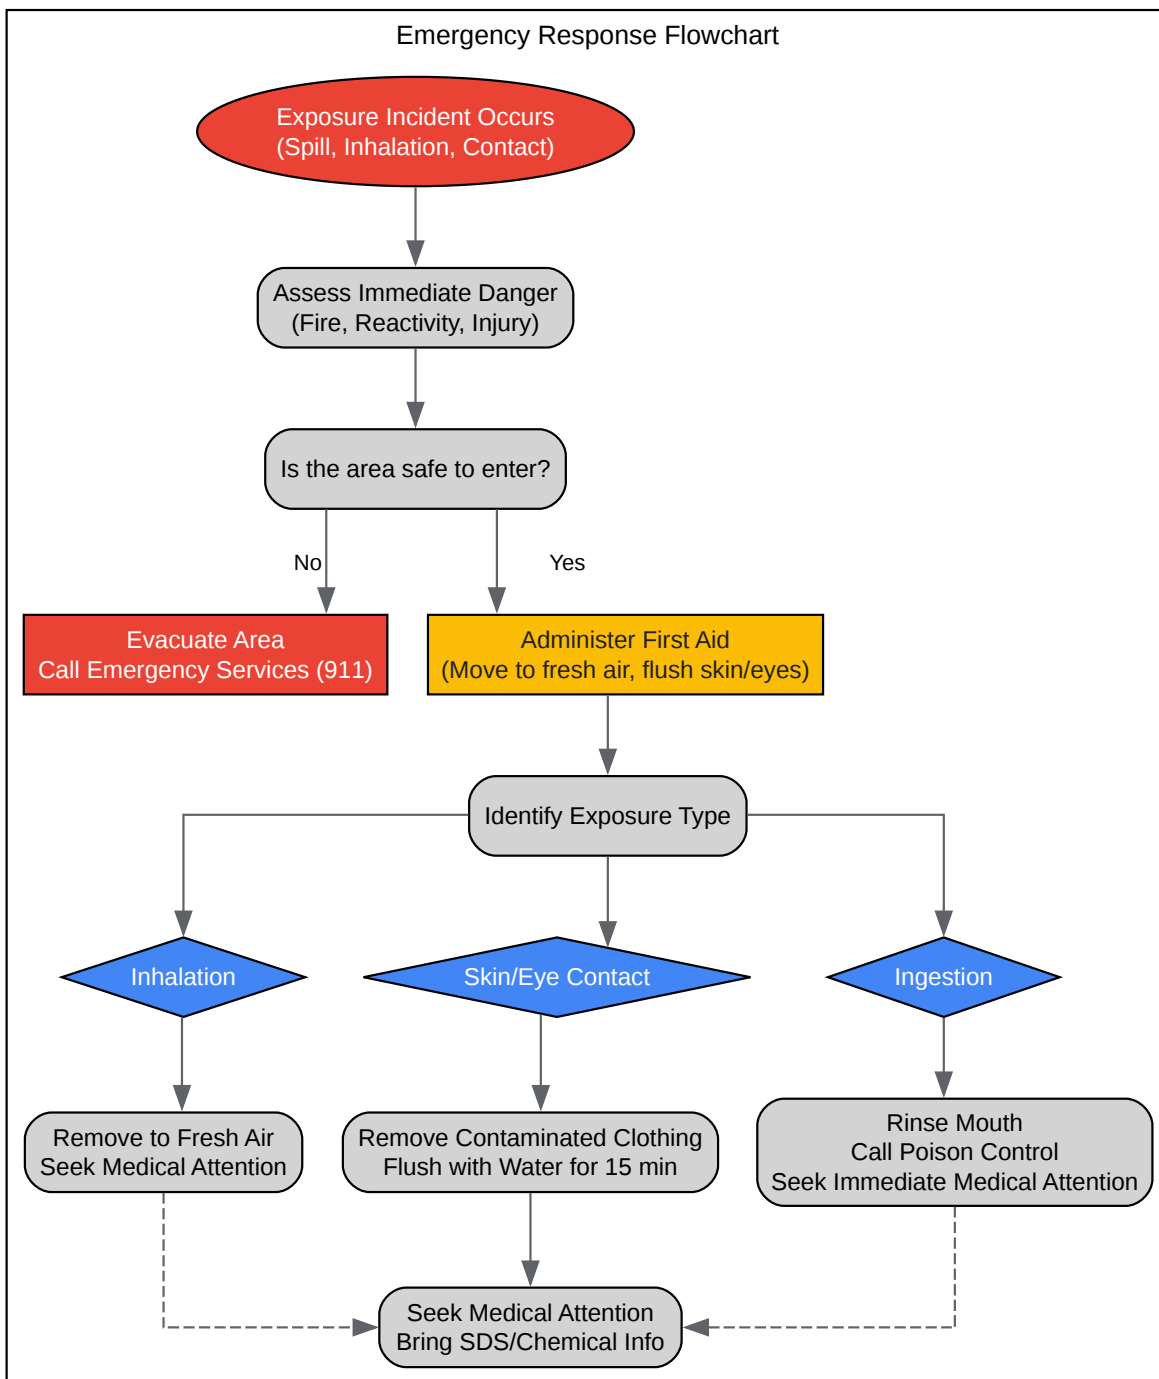 Emergency Response Flowchart
Exposure Incident Occurs
(Spill, Inhalation, Contact)
Assess Immediate Danger
(Fire, Reactivity, Injury)
Is the area safe to enter?
No
Yes
Evacuate Area
Call Emergency Services (911)
Administer First Aid
(Move to fresh air, flush skin/eyes)
Identify Exposure Type
Inhalation
Skin/Eye Contact
Ingestion
Remove to Fresh Air
Seek Medical Attention
Remove Contaminated Clothing
Flush with Water for 15 min
Rinse Mouth
Call Poison Control
Seek Immediate Medical Attention
Seek Medical Attention
Bring SDS/Chemical Info